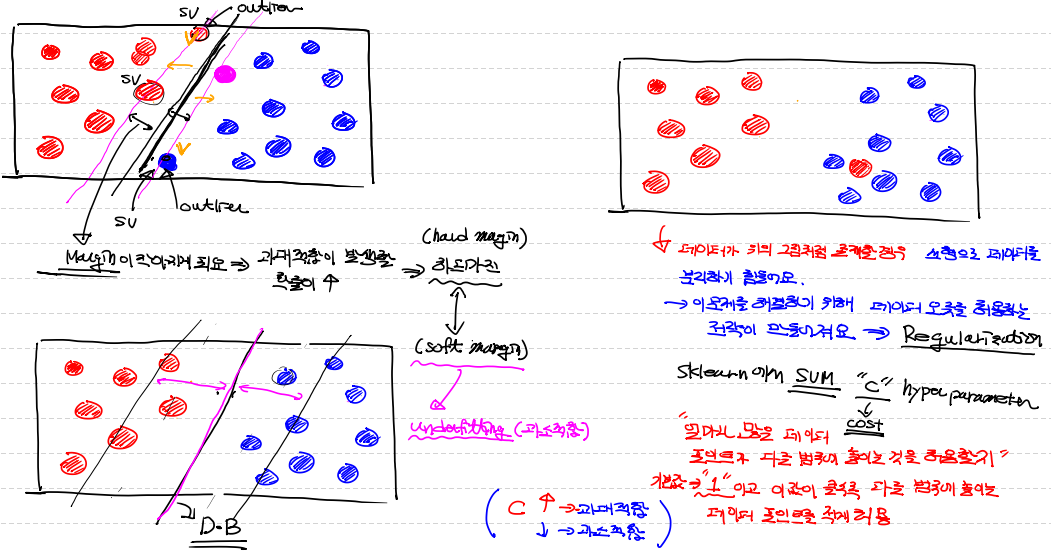 SV
outlier
SV
SV
outlier
Margin이 작아지게 되요 ⇒ 과대적합이 발생할
확률이 ↑
⇒ 하드마진
(hard margin)
(soft margin)
underfitting (과소적합)
D.B
↓ 데이터가 위의 그림처럼 존재할 경우 선형으로 데이터를
분리하기 힘들어요.
→ 이 문제를 해결하기 위해 데이터 오류를 허용하는
전략이 만들어져요 ⇒ Regularization
sklearn에서 SVM "C" hyper parameter
cost
"얼마나 많은 데이터
포인트가 다른 범주에 놓이는 것을 허용할지"
기본값 → "1"이고 이 값이 클수록 다른 범주에 놓이는
데이터 포인트를 적게 허용
( C ↑ → 과대적합
↓ → 과소적합 )